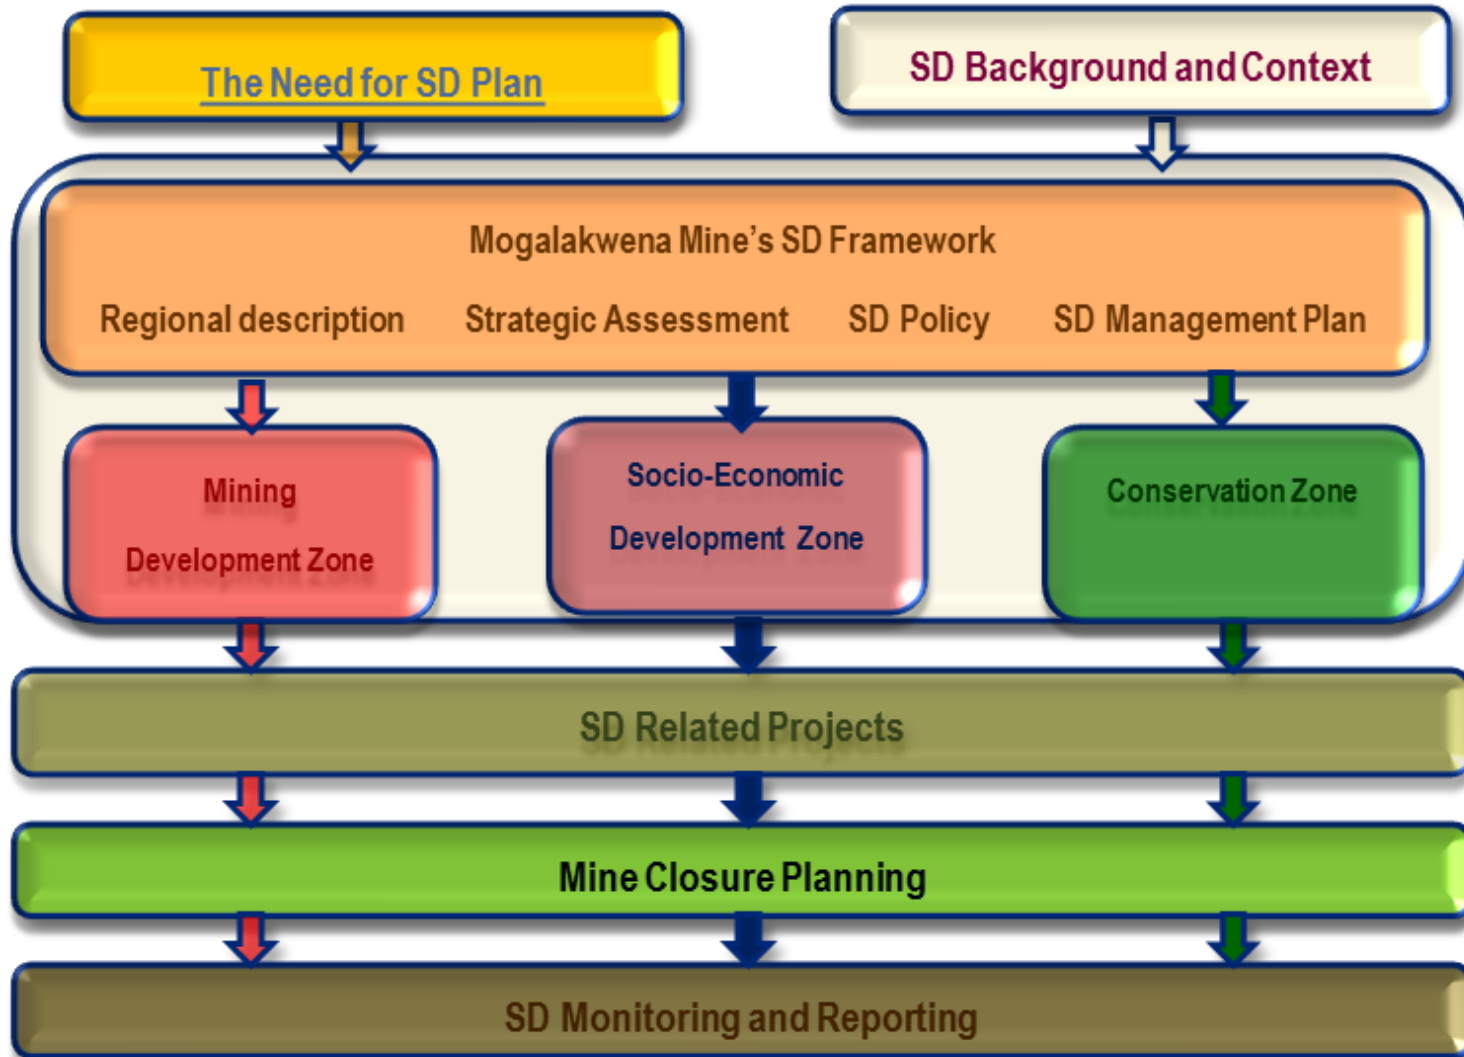 The Need for SD Plan
SD Background and Context
Mogalakwena Mine's SD Framework
Regional description Strategic Assessment SD Policy SD Management Plan
Mining
Development Zone
Socio-Economic
Development Zone
Conservation Zone
SD Related Projects
Mine Closure Planning
SD Monitoring and Reporting